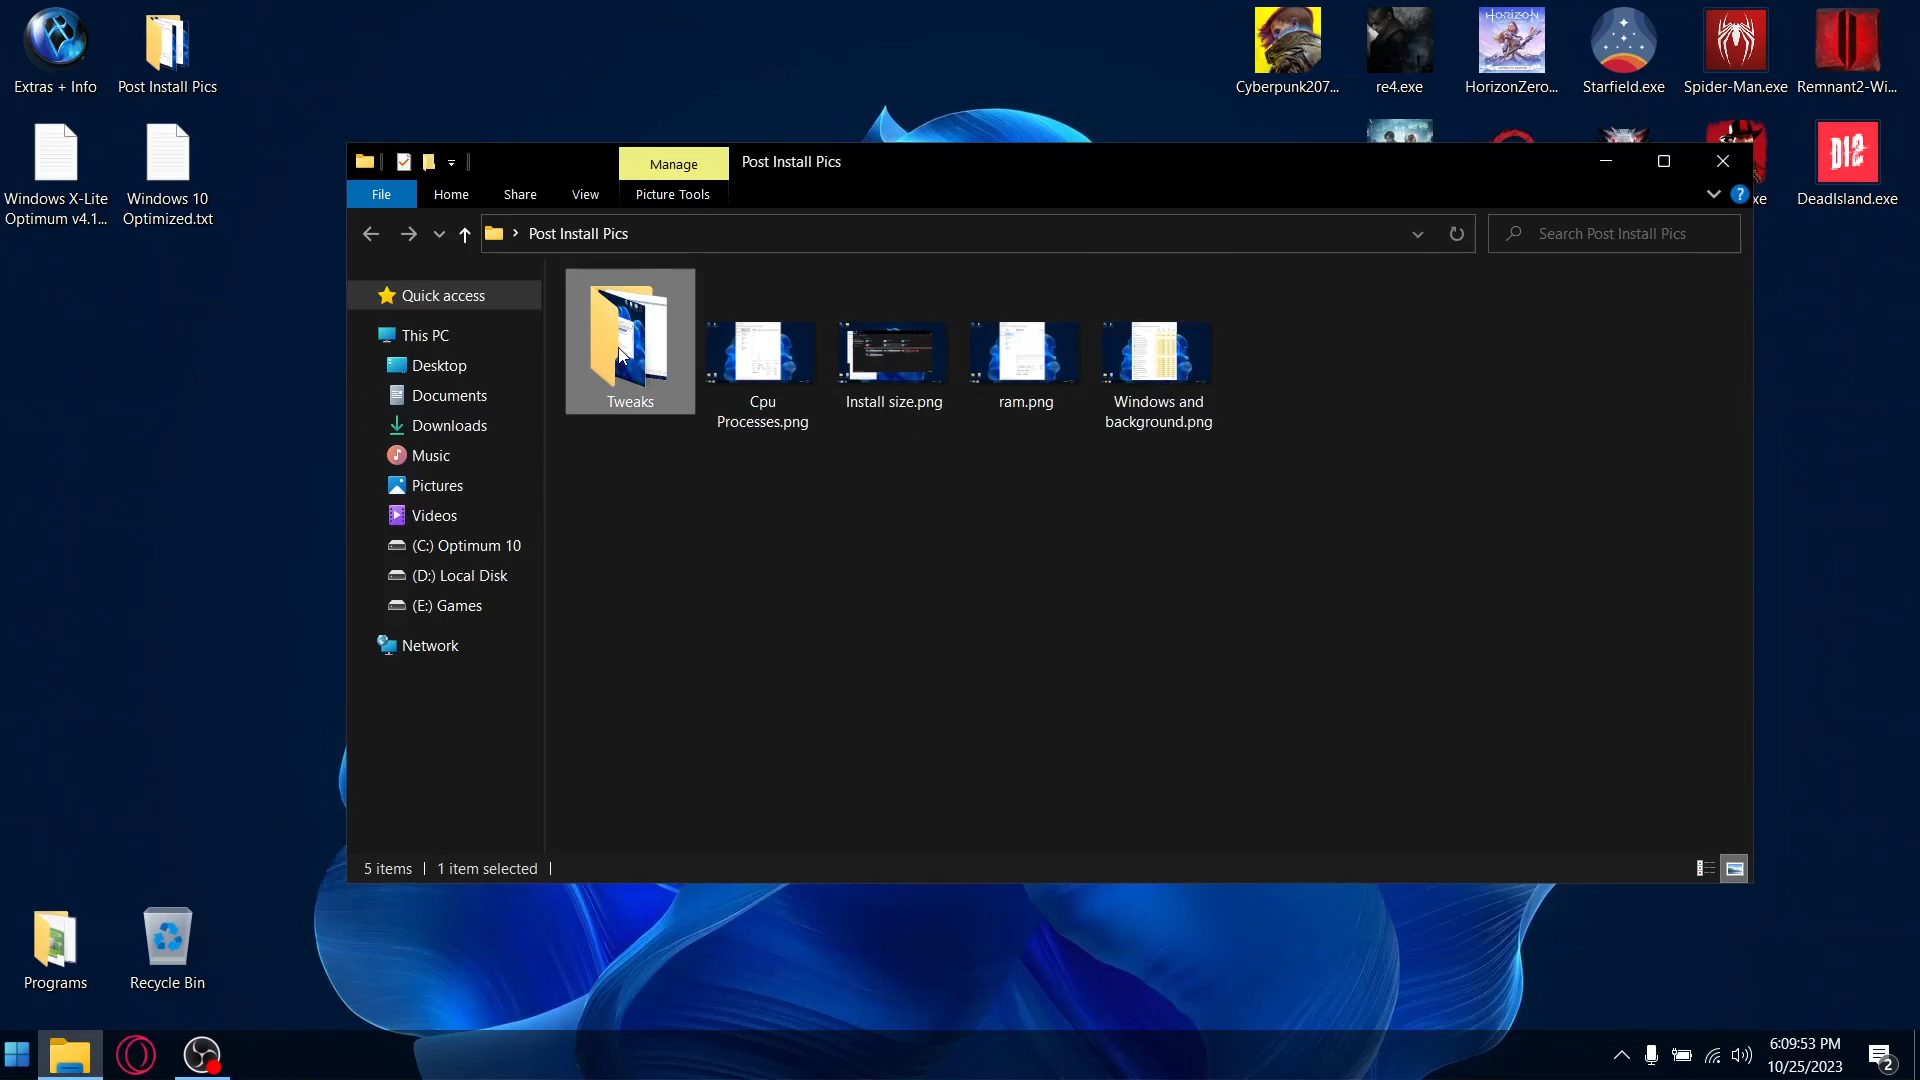 Extras + Info
Post Install Pics
Windows X-Lite
Optimum v4.1...
Windows 10
Optimized.txt
Cyberpunk207...
re4.exe
HorizonZero...
HORIZON
Starfield.exe
Spider-Man.exe
Remnant2-Wi...
xe
DeadIsland.exe
Manage
Post Install Pics
File
Home
Share
View
Picture Tools
?
Post Install Pics
Search Post Install Pics
Quick access
This PC
Desktop
Documents
Downloads
Music
Pictures
Videos
(C:) Optimum 10
(D:) Local Disk
(E:) Games
Network
Tweaks
Cpu
Processes.png
Install size.png
ram.png
Windows and
background.png
5 items
1 item selected
Programs
Recycle Bin
6:09:53 PM
10/25/2023
2